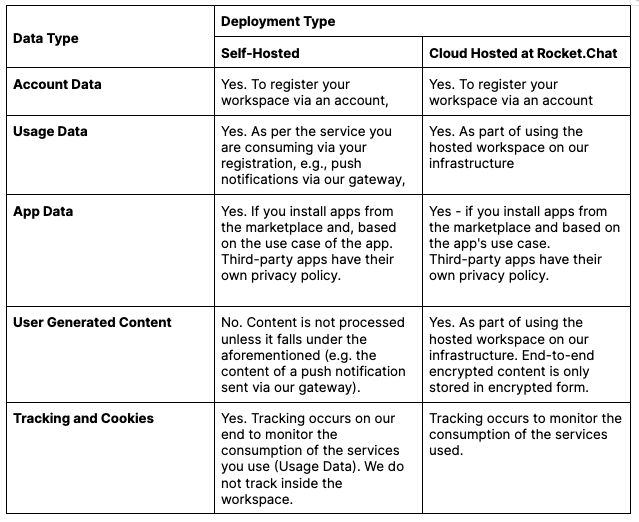 Data Type
Deployment Type
Self-Hosted
Cloud Hosted at Rocket.Chat
Account Data
Yes. To register your
workspace via an account,
Yes. To register your
workspace via an account
Usage Data
Yes. As per the service you
are consuming via your
registration, e.g., push
notifications via our gateway,
Yes. As part of using the
hosted workspace on our
infrastructure
App Data
Yes. If you install apps from
the marketplace and, based
on the use case of the app.
Third-party apps have their
own privacy policy.
Yes - if you install apps from
the marketplace and based on
the app's use case.
Third-party apps have their
own privacy policy.
User Generated Content
No. Content is not processed
unless it falls under the
aforementioned (e.g. the
content of a push notification
sent via our gateway).
Yes. As part of using the
hosted workspace on our
infrastructure. End-to-end
encrypted content is only
stored in encrypted form.
Tracking and Cookies
Yes. Tracking occurs on our
end to monitor the
consumption of the services
you use (Usage Data). We do
not track inside the
workspace.
Tracking occurs to monitor the
consumption of the services
used.